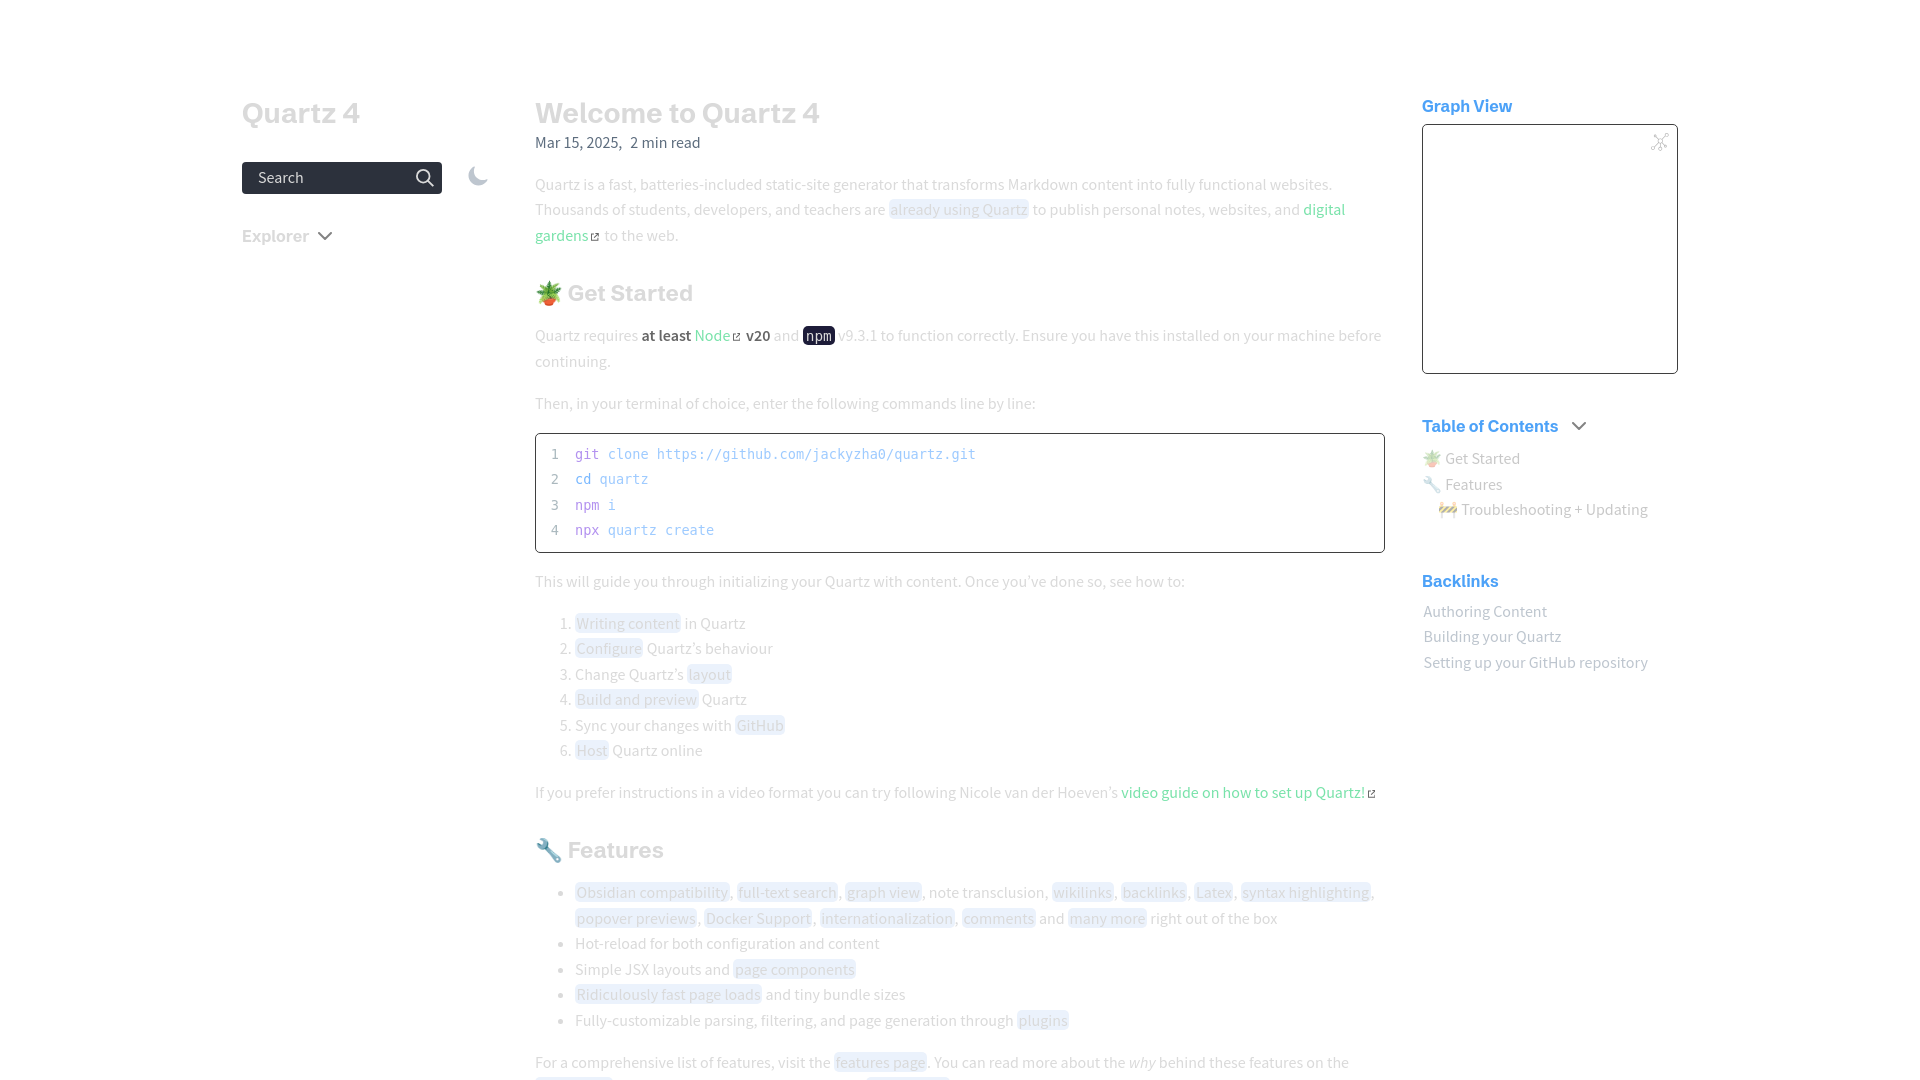 Quartz 4
Search
Explorer
Welcome to Quartz 4
Mar 15, 2025, 2 min read
Quartz is a fast, batteries-included static-site generator that transforms Markdown content into fully functional websites.
Thousands of students, developers, and teachers are already using Quartz to publish personal notes, websites, and digital
gardens to the web.
🪴 Get Started
Quartz requires at least Node v20 and npm v9.3.1 to function correctly. Ensure you have this installed on your machine before
continuing.
Then, in your terminal of choice, enter the following commands line by line:
1 git clone https://github.com/jackyzha0/quartz.git
2 cd quartz
3 npm i
4 npx quartz create
This will guide you through initializing your Quartz with content. Once you’ve done so, see how to:
1. Writing content in Quartz
2. Configure Quartz’s behaviour
3. Change Quartz’s layout
4. Build and preview Quartz
5. Sync your changes with GitHub
6. Host Quartz online
If you prefer instructions in a video format you can try following Nicole van der Hoeven’s video guide on how to set up Quartz!
🔧 Features
• Obsidian compatibility, full-text search, graph view, note transclusion, wikilinks, backlinks, Latex, syntax highlighting,
popover previews, Docker Support, internationalization, comments and many more right out of the box
• Hot-reload for both configuration and content
• Simple JSX layouts and page components
• Ridiculously fast page loads and tiny bundle sizes
• Fully-customizable parsing, filtering, and page generation through plugins
For a comprehensive list of features, visit the features page. You can read more about the why behind these features on the
Graph View
Table of Contents
🪴 Get Started
🔧 Features
🚧 Troubleshooting + Updating
Backlinks
Authoring Content
Building your Quartz
Setting up your GitHub repository